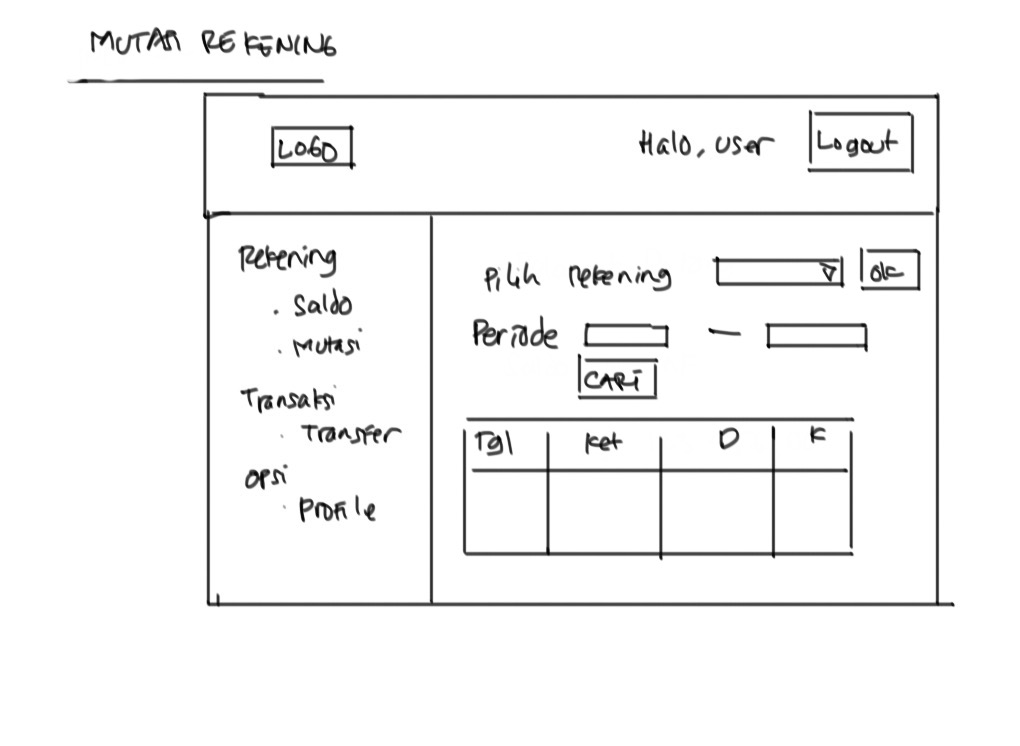 MUTASI REKENING
LOGO
Halo, user
Logout
Rekening
. Saldo
. Mutasi
Transaksi
. Transfer
opsi
. Profile
Pilih rekening
ok
Periode
—
CARI
Tgl
ket
D
K